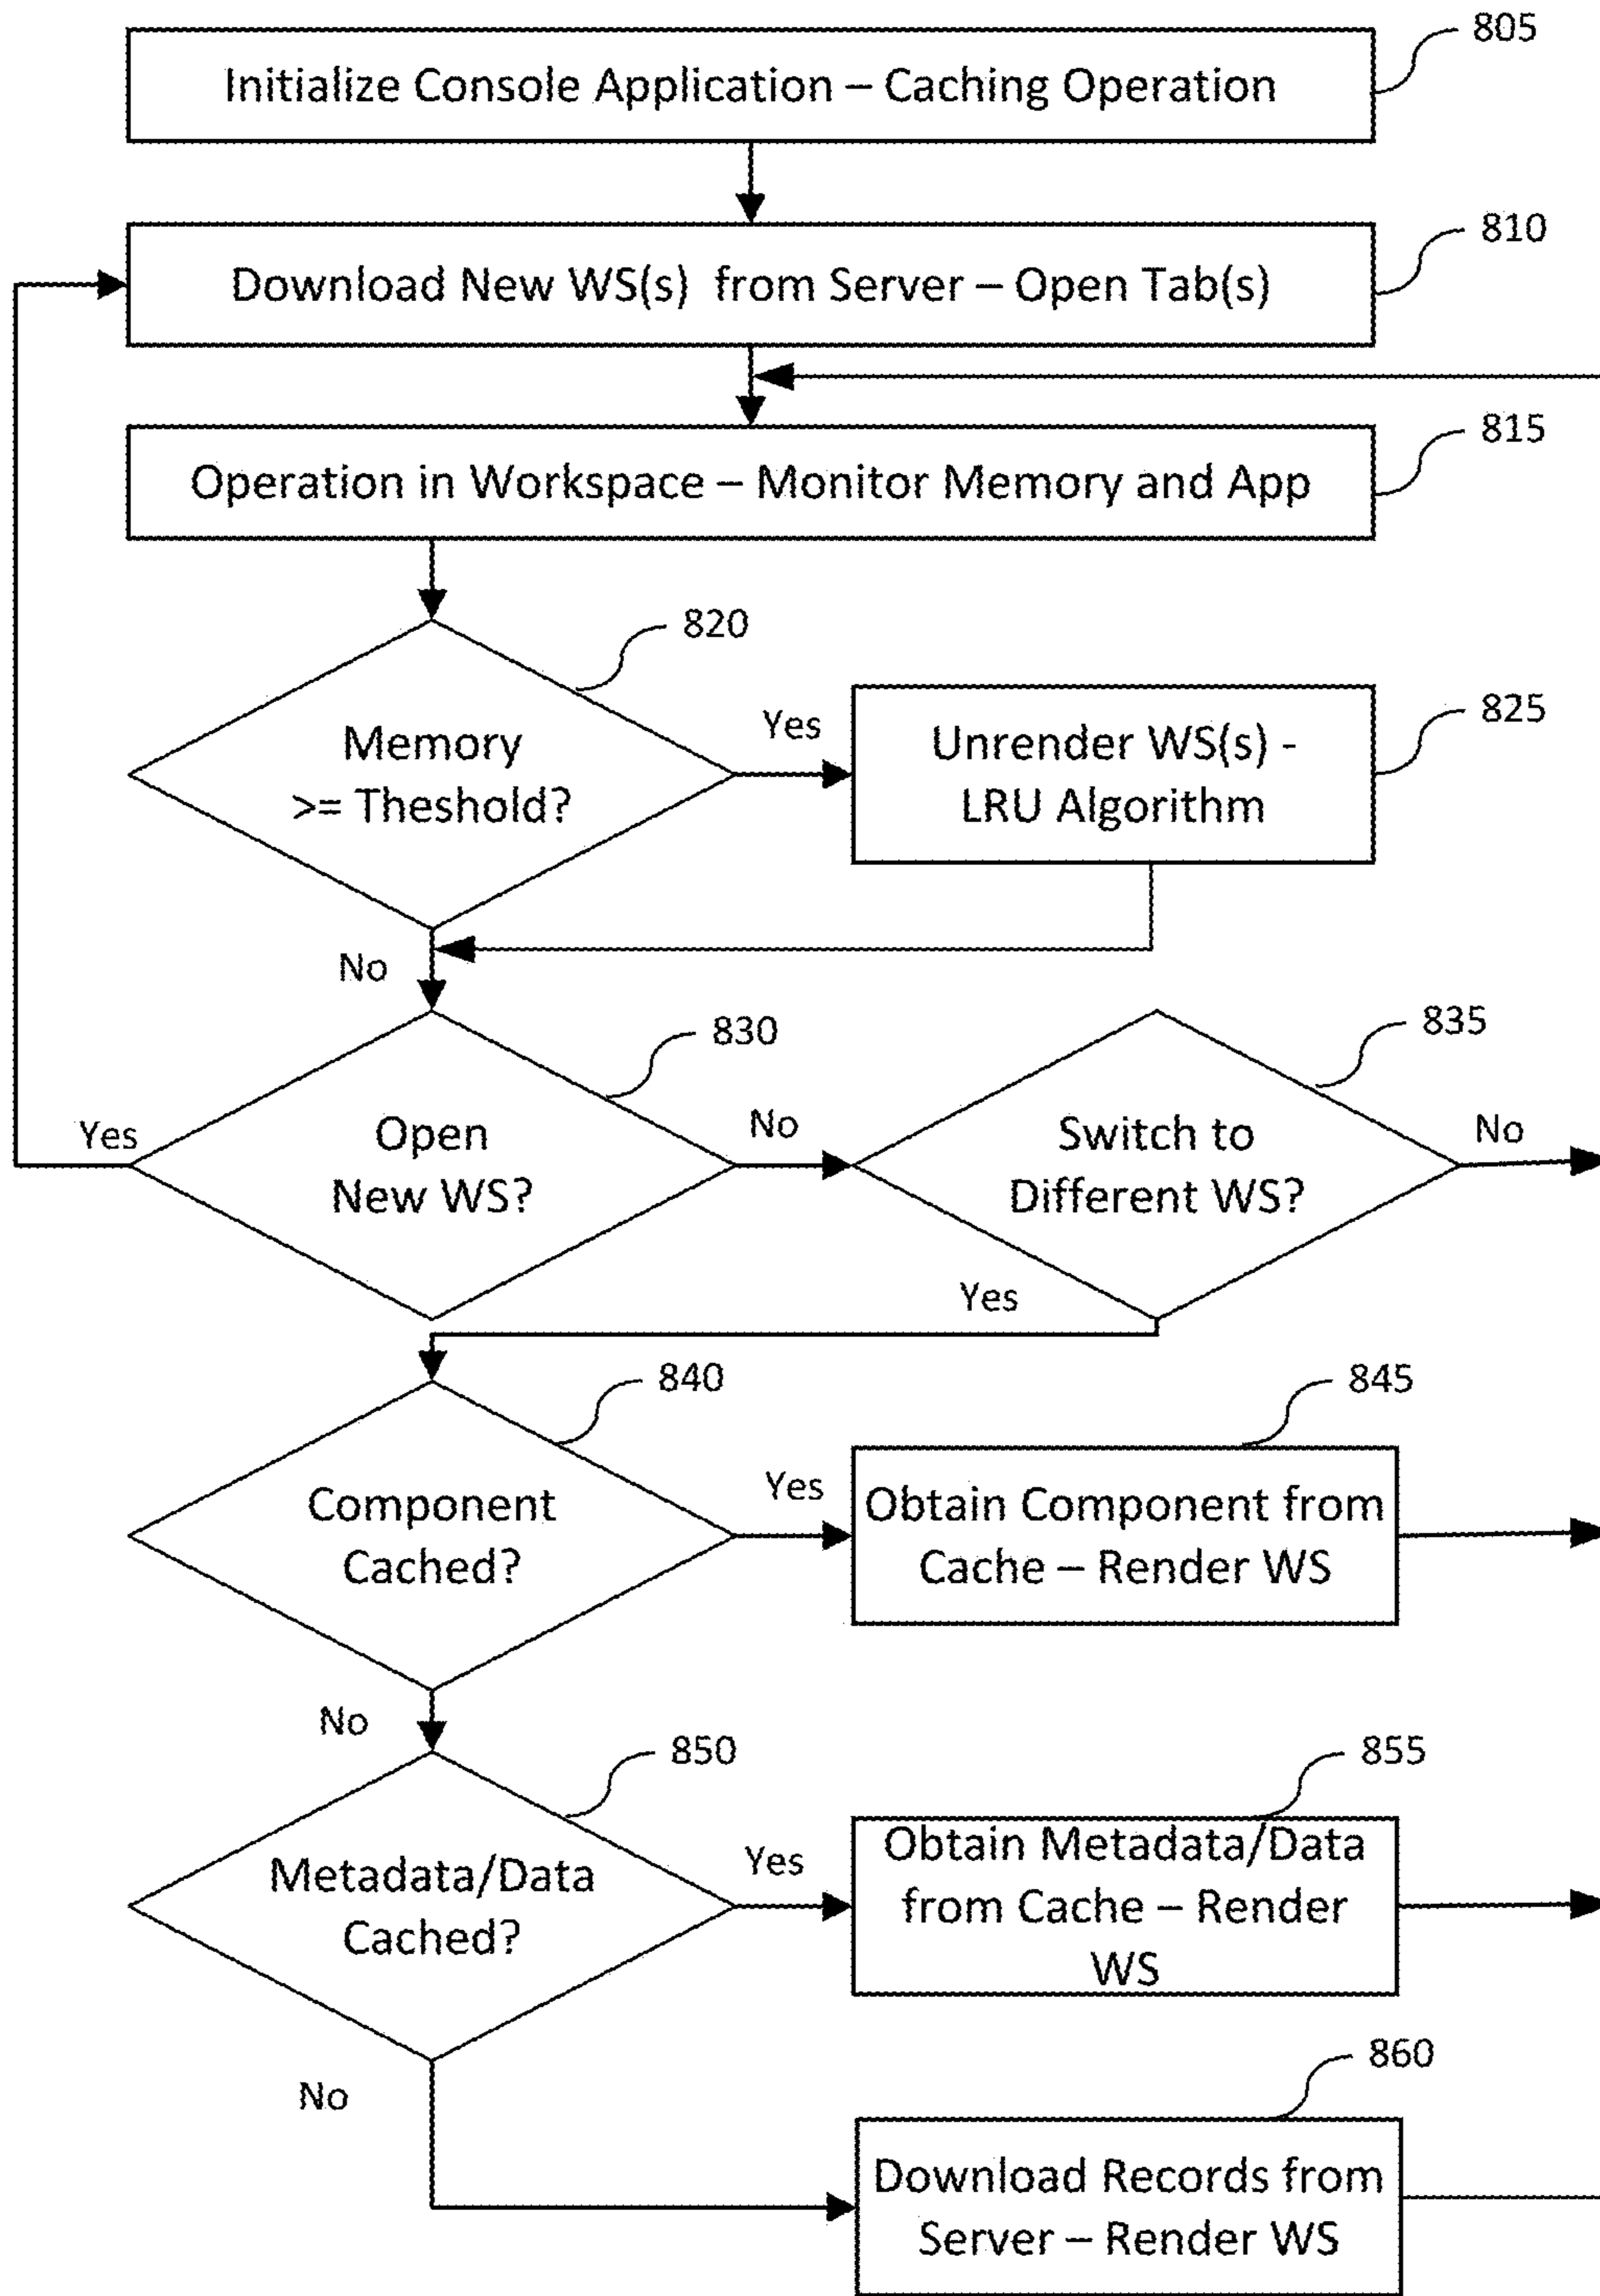 805
Initialize Console Application – Caching Operation
810
Download New WS(s) from Server – Open Tab(s)
815
Operation in Workspace – Monitor Memory and App
820
Memory
>= Theshold?
Yes
825
Unrender WS(s) -
LRU Algorithm
No
830
Open
New WS?
Yes
No
835
Switch to
Different WS?
No
Yes
840
Component
Cached?
Yes
845
Obtain Component from
Cache – Render WS
No
850
Metadata/Data
Cached?
Yes
855
Obtain Metadata/Data
from Cache – Render
WS
No
860
Download Records from
Server – Render WS